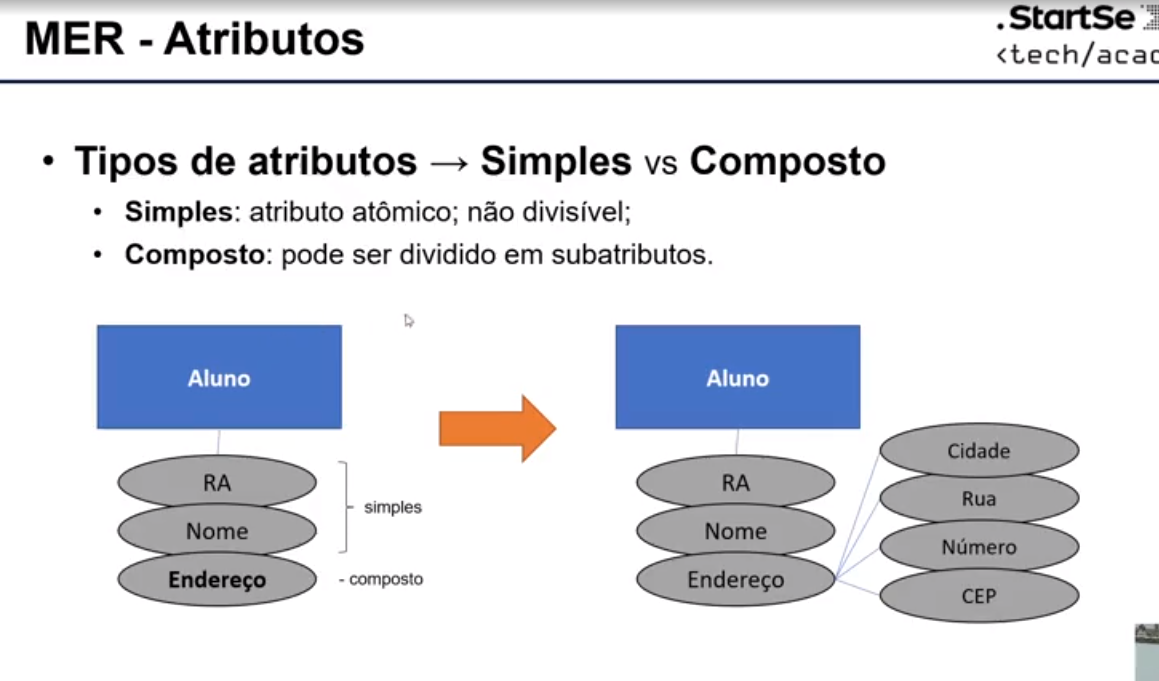 MER - Atributos
.StartSe
<tech/acac
• Tipos de atributos → Simples vs Composto
• Simples: atributo atômico; não divisível;
• Composto: pode ser dividido em subatributos.
Aluno
RA
Nome
Endereço
simples
- composto
Aluno
RA
Nome
Endereço
Cidade
Rua
Número
CEP